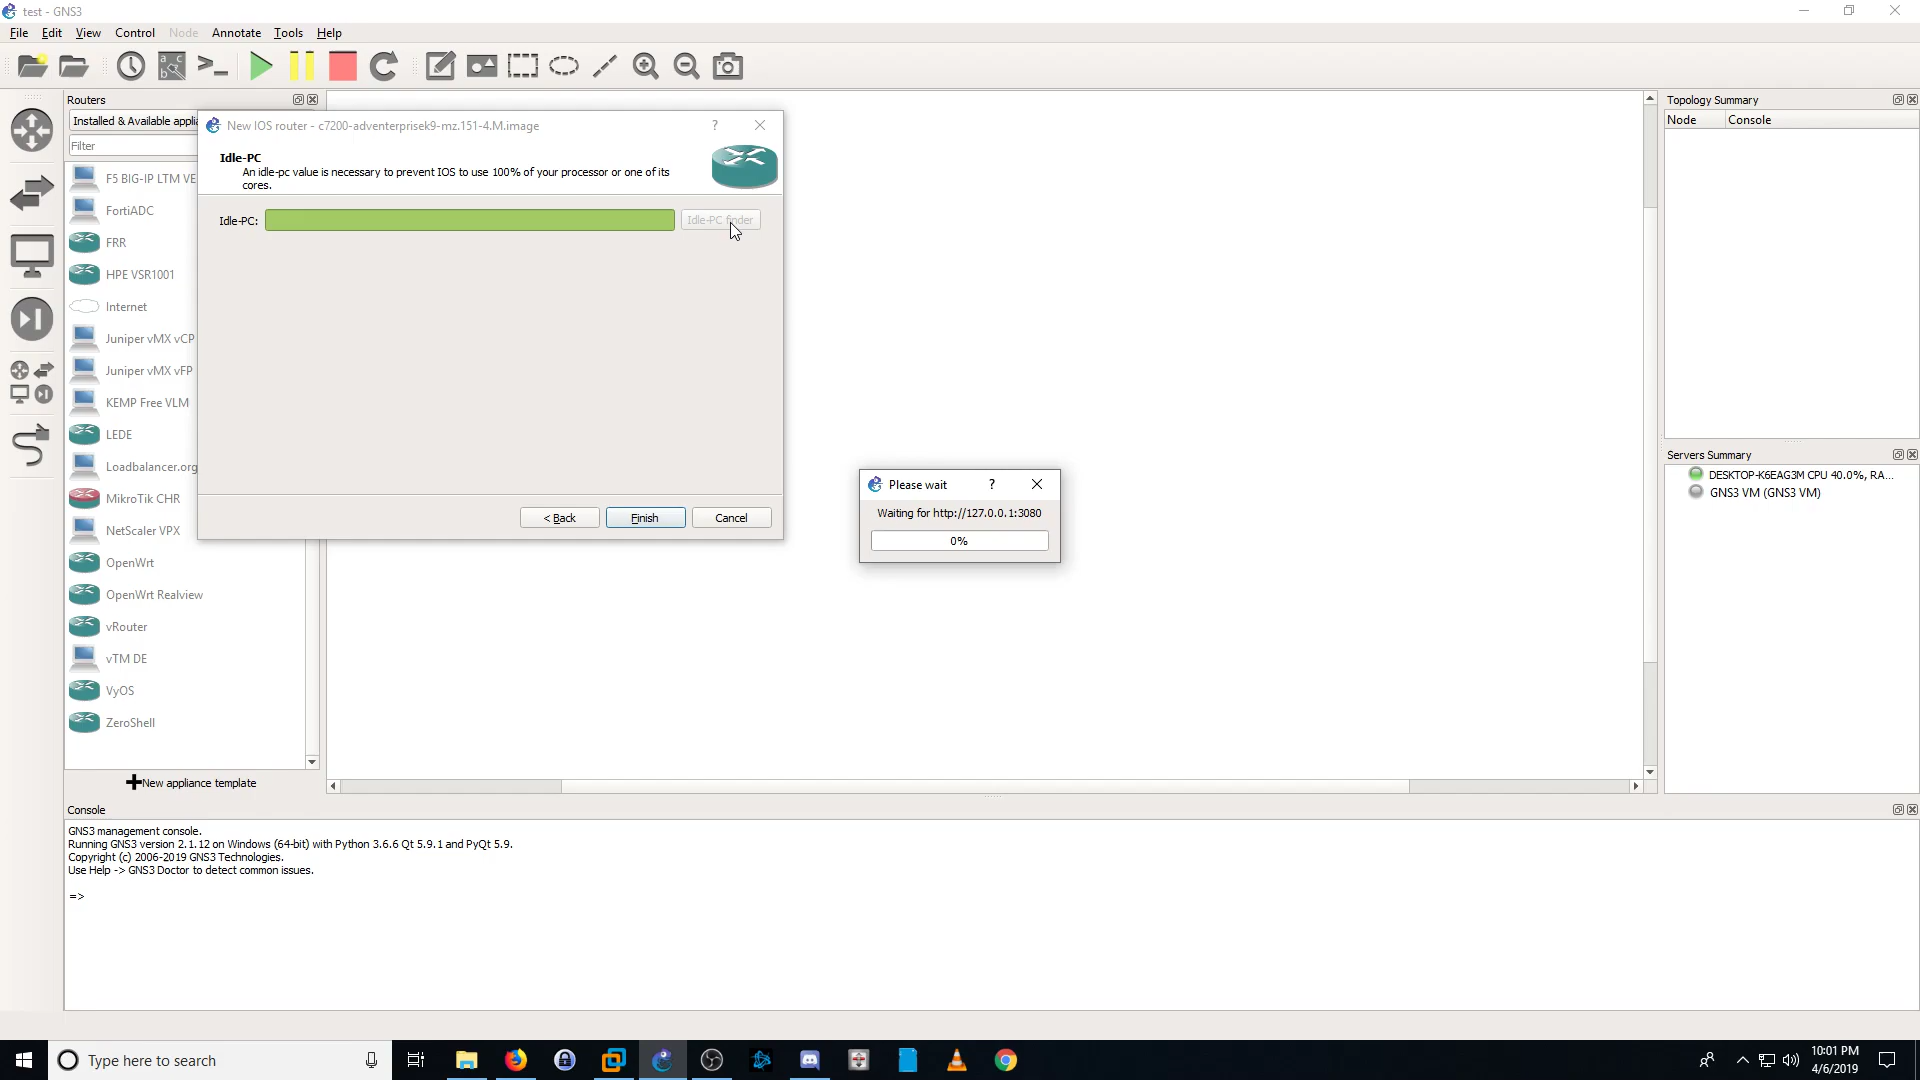 test - GNS3
File Edit View Control Node Annotate Tools Help
Routers
Installed & Available appli
Filter
F5 BIG-IP LTM VE
FortiADC
FRR
HPE VSR1001
Internet
Juniper vMX vCP
Juniper vMX vFP
KEMP Free VLM
LEDE
Loadbalancer.org
MikroTik CHR
NetScaler VPX
OpenWrt
OpenWrt Realview
vRouter
vTM DE
VyOS
ZeroShell
New appliance template
New IOS router - c7200-adventerprisek9-mz.151-4.M.image
Idle-PC
An idle-pc value is necessary to prevent IOS to use 100% of your processor or one of its
cores.
Idle-PC:
Idle-PC finder
< Back
Finish
Cancel
Please wait
Waiting for http://127.0.0.1:3080
0%
Topology Summary
Node Console
Servers Summary
DESKTOP-K6EAG3M CPU 40.0%, RA...
GNS3 VM (GNS3 VM)
Console
GNS3 management console.
Running GNS3 version 2.1.12 on Windows (64-bit) with Python 3.6.6 Qt 5.9.1 and PyQt 5.9.
Copyright (c) 2006-2019 GNS3 Technologies.
Use Help -> GNS3 Doctor to detect common issues.
=>
Type here to search
10:01 PM
4/6/2019